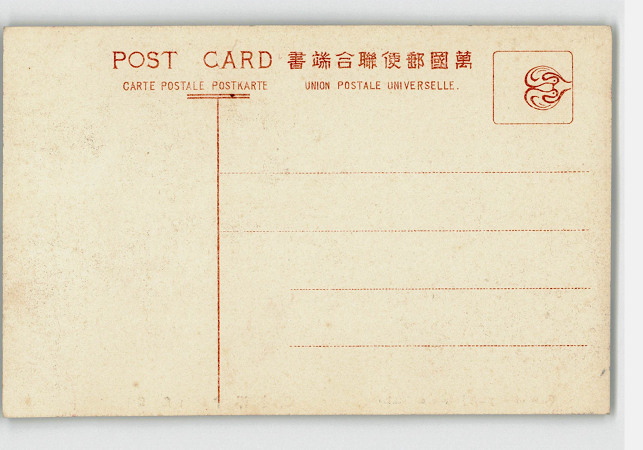 POST CARD 書端合聯便郵國萬
CARTE POSTALE POSTKARTE UNION POSTALE UNIVERSELLE.